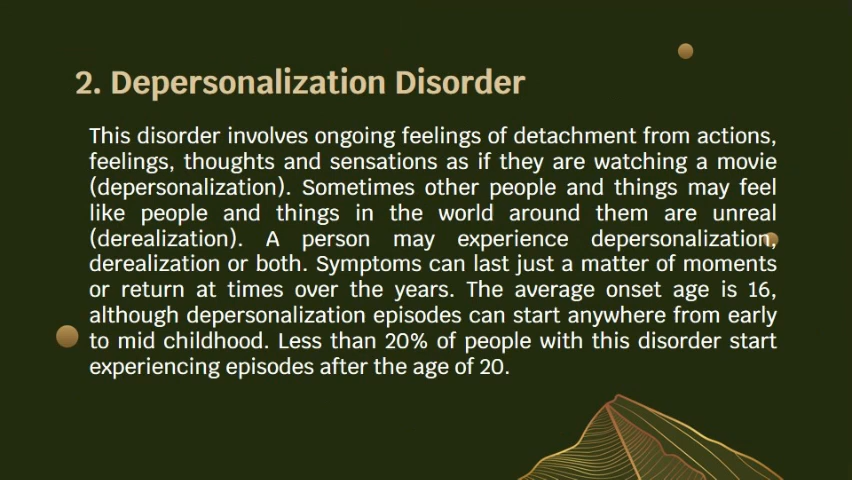 2. Depersonalization Disorder
This disorder involves ongoing feelings of detachment from actions,
feelings, thoughts and sensations as if they are watching a movie
(depersonalization). Sometimes other people and things may feel
like people and things in the world around them are unreal
(derealization). A person may experience depersonalization,
derealization or both. Symptoms can last just a matter of moments
or return at times over the years. The average onset age is 16,
although depersonalization episodes can start anywhere from early
to mid childhood. Less than 20% of people with this disorder start
experiencing episodes after the age of 20.